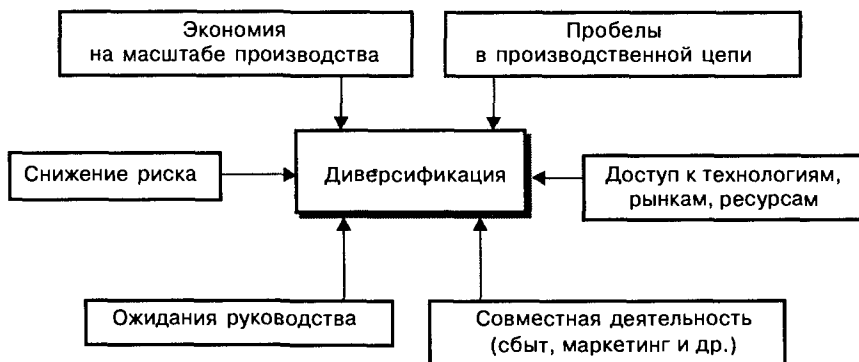 Экономия
на масштабе производства
Пробелы
в производственной цепи
Снижение риска
Диверсификация
Доступ к технологиям,
рынкам, ресурсам
Ожидания руководства
Совместная деятельность
(сбыт, маркетинг и др.)